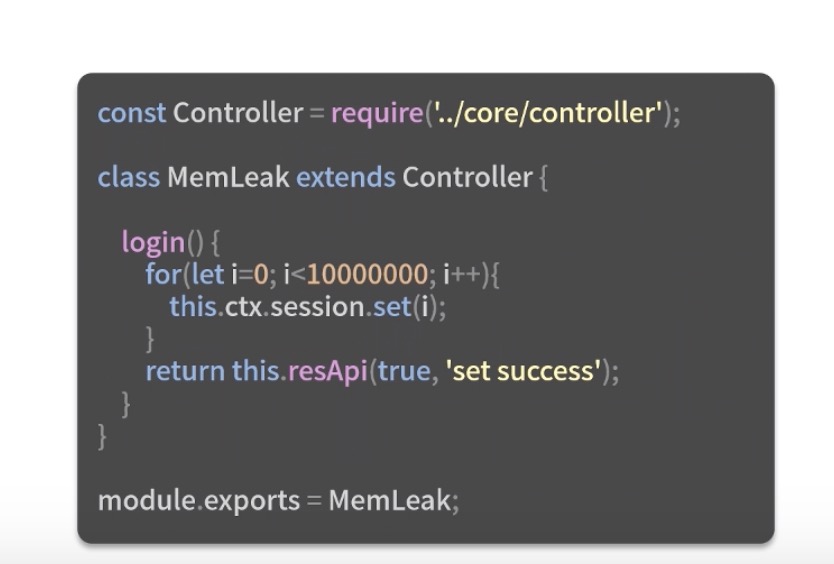 const Controller = require('../core/controller');
class MemLeak extends Controller {
login() {
for(let i=0; i<10000000; i++){
this.ctx.session.set(i);
}
return this.resApi(true, 'set success');
}
}
module.exports = MemLeak;